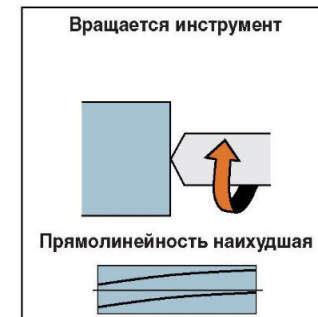 Вращается инструмент
Прямолинейность наихудшая